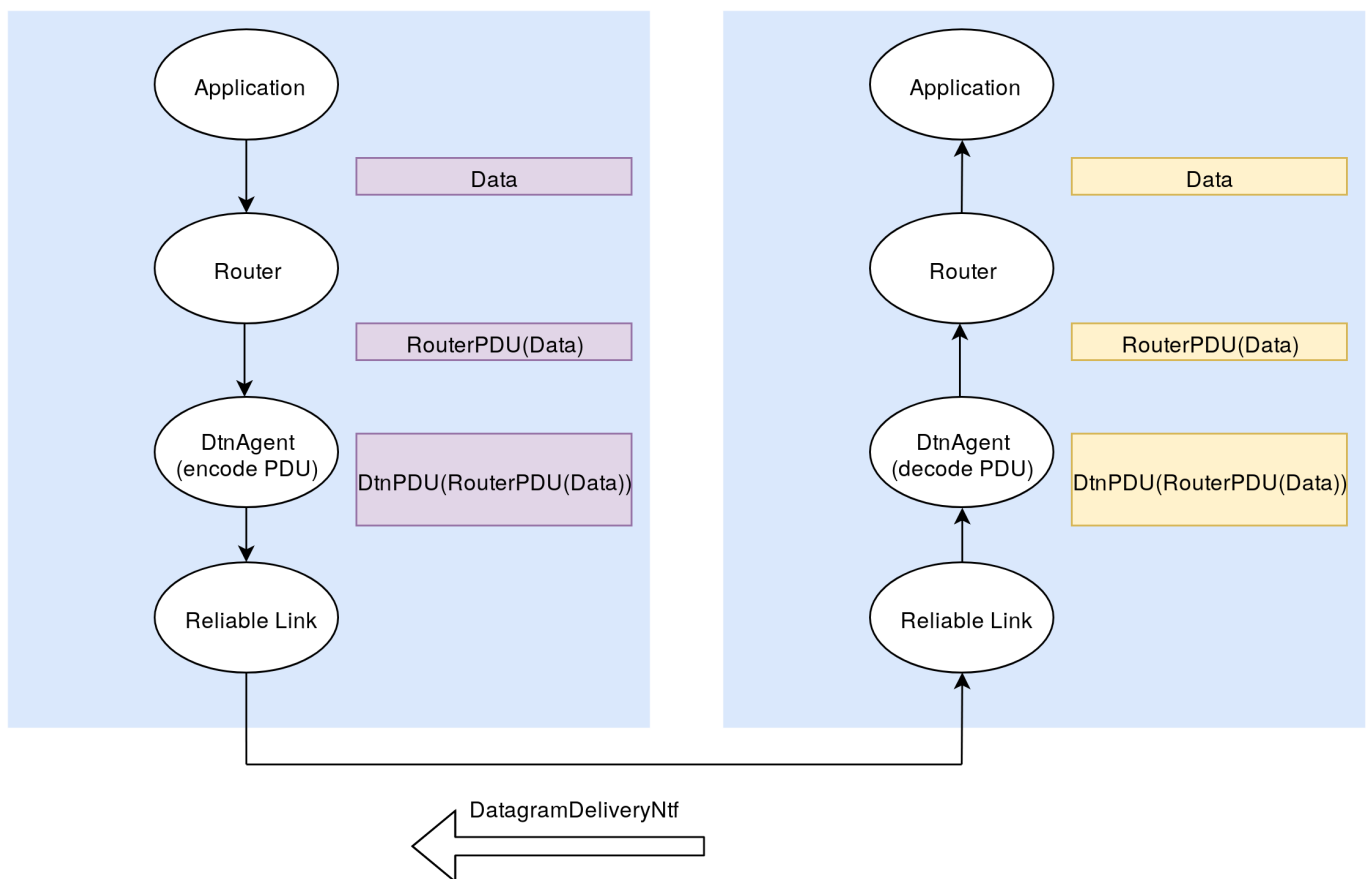 Application
Data
Router
RouterPDU(Data)
DtnAgent
(encode PDU)
DtnPDU(RouterPDU(Data))
Reliable Link
Application
Data
Router
RouterPDU(Data)
DtnAgent
(decode PDU)
DtnPDU(RouterPDU(Data))
Reliable Link
DatagramDeliveryNtf